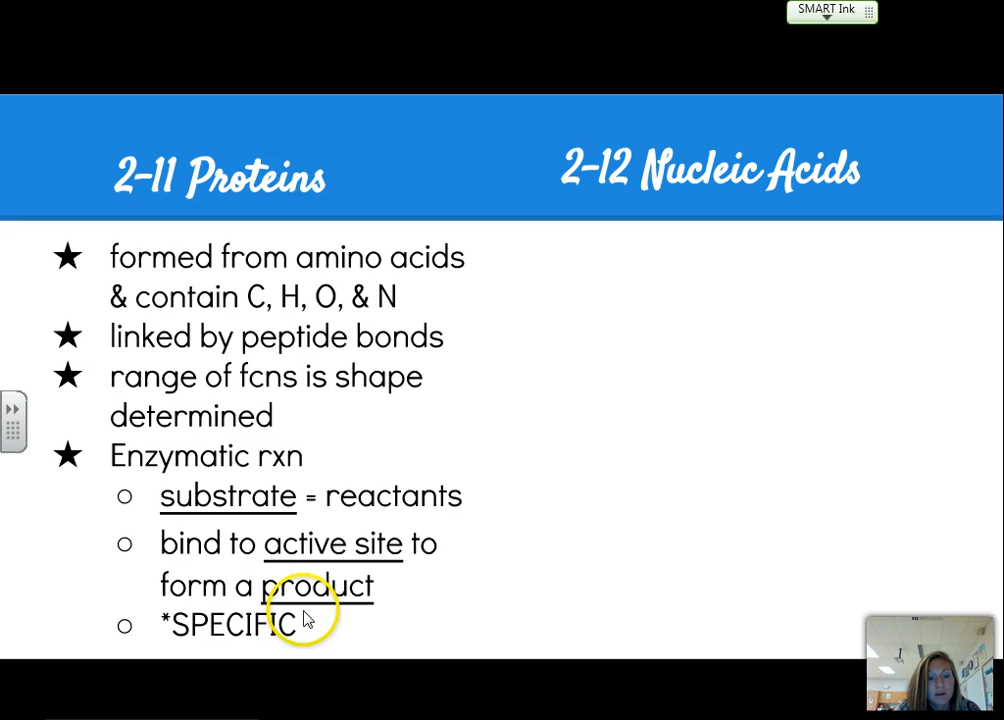 SMART Ink
2-11 Proteins
2-12 Nucleic Acids
★ formed from amino acids
& contain C, H, O, & N
★ linked by peptide bonds
★ range of fcns is shape
determined
★ Enzymatic rxn
○ substrate = reactants
○ bind to active site to
form a product
○ *SPECIFIC